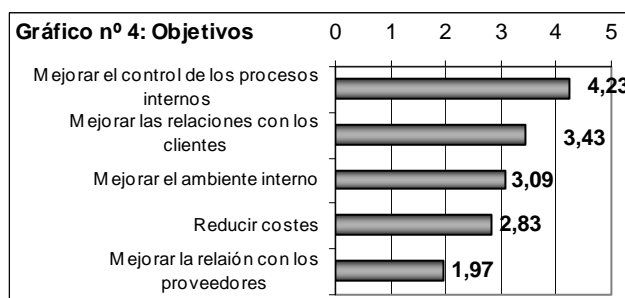 Gráfico nº 4: Objetivos
0 1 2 3 4 5
Mejorar el control de los procesos
internos
4,23
Mejorar las relaciones con los
clientes
3,43
Mejorar el ambiente interno
3,09
Reducir costes
2,83
Mejorar la relaión con los
proveedores
1,97